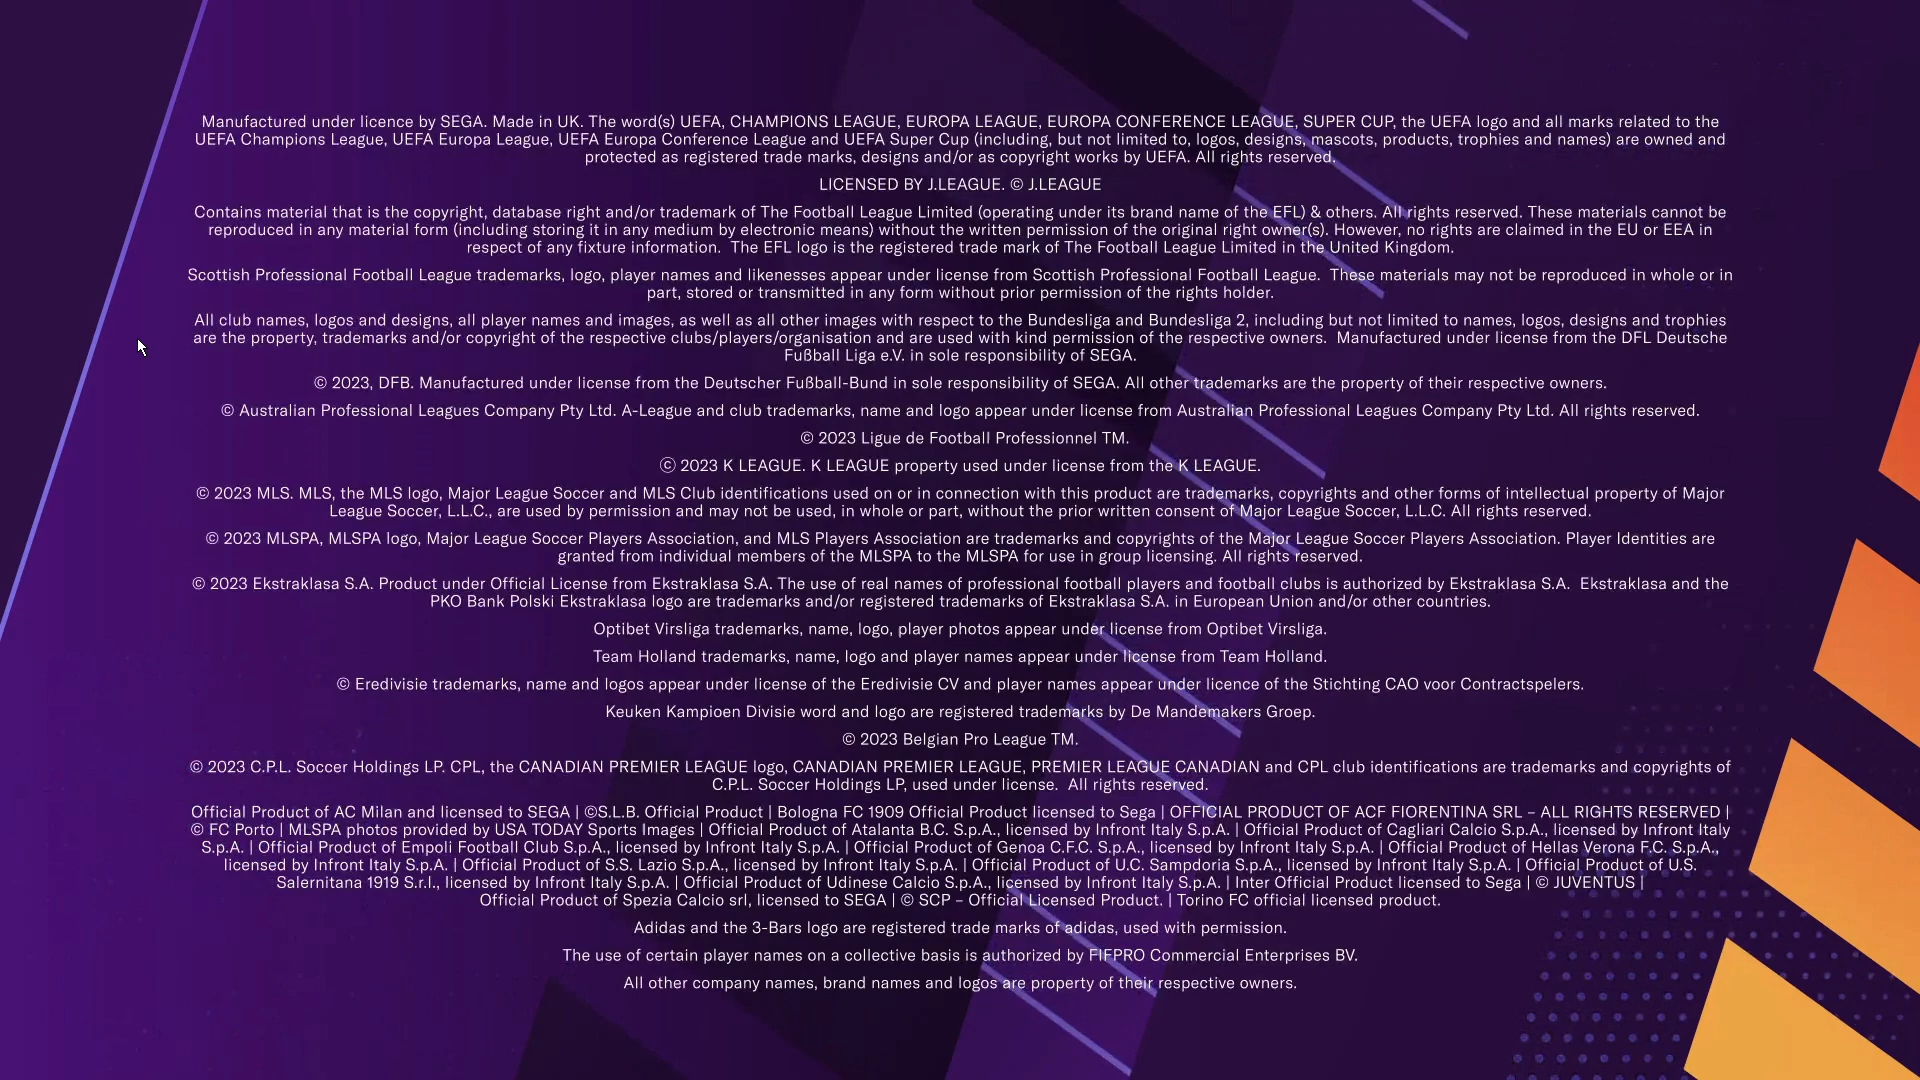 Manufactured under licence by SEGA. Made in UK. The word(s) UEFA, CHAMPIONS LEAGUE, EUROPA LEAGUE, EUROPA CONFERENCE LEAGUE, SUPER CUP, the UEFA logo and all marks related to the
UEFA Champions League, UEFA Europa League, UEFA Europa Conference League and UEFA Super Cup (including, but not limited to, logos, designs, mascots, products, trophies and names) are owned and
protected as registered trade marks, designs and/or as copyright works by UEFA. All rights reserved.
LICENSED BY J.LEAGUE. © J.LEAGUE
Contains material that is the copyright, database right and/or trademark of The Football League Limited (operating under its brand name of the EFL) & others. All rights reserved. These materials cannot be
reproduced in any material form (including storing it in any medium by electronic means) without the written permission of the original right owner(s). However, no rights are claimed in the EU or EEA in
respect of any fixture information. The EFL logo is the registered trade mark of The Football League Limited in the United Kingdom.
Scottish Professional Football League trademarks, logo, player names and likenesses appear under license from Scottish Professional Football League. These materials may not be reproduced in whole or in
part, stored or transmitted in any form without prior permission of the rights holder.
All club names, logos and designs, all player names and images, as well as all other images with respect to the Bundesliga and Bundesliga 2, including but not limited to names, logos, designs and trophies
are the property, trademarks and/or copyright of the respective clubs/players/organisation and are used with kind permission of the respective owners. Manufactured under license from the DFL Deutsche
Fußball Liga e.V. in sole responsibility of SEGA.
© 2023, DFB. Manufactured under license from the Deutscher Fußball-Bund in sole responsibility of SEGA. All other trademarks are the property of their respective owners.
© Australian Professional Leagues Company Pty Ltd. A-League and club trademarks, name and logo appear under license from Australian Professional Leagues Company Pty Ltd. All rights reserved.
© 2023 Ligue de Football Professionnel TM.
ⓒ 2023 K LEAGUE. K LEAGUE property used under license from the K LEAGUE.
© 2023 MLS. MLS, the MLS logo, Major League Soccer and MLS Club identifications used on or in connection with this product are trademarks, copyrights and other forms of intellectual property of Major
League Soccer, L.L.C., are used by permission and may not be used, in whole or part, without the prior written consent of Major League Soccer, L.L.C. All rights reserved.
© 2023 MLSPA, MLSPA logo, Major League Soccer Players Association, and MLS Players Association are trademarks and copyrights of the Major League Soccer Players Association. Player Identities are
granted from individual members of the MLSPA to the MLSPA for use in group licensing. All rights reserved.
© 2023 Ekstraklasa S.A. Product under Official License from Ekstraklasa S.A. The use of real names of professional football players and football clubs is authorized by Ekstraklasa S.A. Ekstraklasa and the
PKO Bank Polski Ekstraklasa logo are trademarks and/or registered trademarks of Ekstraklasa S.A. in European Union and/or other countries.
Optibet Virsliga trademarks, name, logo, player photos appear under license from Optibet Virsliga.
Team Holland trademarks, name, logo and player names appear under license from Team Holland.
© Eredivisie trademarks, name and logos appear under license of the Eredivisie CV and player names appear under licence of the Stichting CAO voor Contractspelers.
Keuken Kampioen Divisie word and logo are registered trademarks by De Mandemakers Groep.
© 2023 Belgian Pro League TM.
© 2023 C.P.L. Soccer Holdings LP. CPL, the CANADIAN PREMIER LEAGUE logo, CANADIAN PREMIER LEAGUE, PREMIER LEAGUE CANADIAN and CPL club identifications are trademarks and copyrights of
C.P.L. Soccer Holdings LP, used under license. All rights reserved.
Official Product of AC Milan and licensed to SEGA | ©S.L.B. Official Product | Bologna FC 1909 Official Product licensed to Sega | OFFICIAL PRODUCT OF ACF FIORENTINA SRL – ALL RIGHTS RESERVED |
© FC Porto | MLSPA photos provided by USA TODAY Sports Images | Official Product of Atalanta B.C. S.p.A., licensed by Infront Italy S.p.A. | Official Product of Cagliari Calcio S.p.A., licensed by Infront Italy
S.p.A. | Official Product of Empoli Football Club S.p.A., licensed by Infront Italy S.p.A. | Official Product of Genoa C.F.C. S.p.A., licensed by Infront Italy S.p.A. | Official Product of Hellas Verona F.C. S.p.A.,
licensed by Infront Italy S.p.A. | Official Product of S.S. Lazio S.p.A., licensed by Infront Italy S.p.A. | Official Product of U.C. Sampdoria S.p.A., licensed by Infront Italy S.p.A. | Official Product of U.S.
Salernitana 1919 S.r.l., licensed by Infront Italy S.p.A. | Official Product of Udinese Calcio S.p.A., licensed by Infront Italy S.p.A. | Inter Official Product licensed to Sega | © JUVENTUS |
Official Product of Spezia Calcio srl, licensed to SEGA | © SCP – Official Licensed Product. | Torino FC official licensed product.
Adidas and the 3-Bars logo are registered trade marks of adidas, used with permission.
The use of certain player names on a collective basis is authorized by FIFPRO Commercial Enterprises BV.
All other company names, brand names and logos are property of their respective owners.